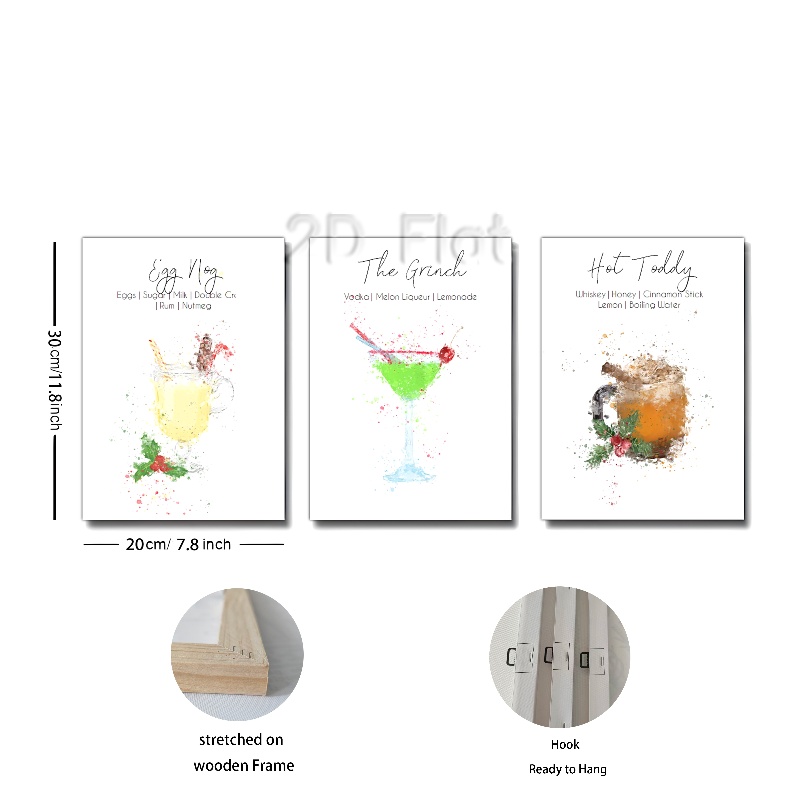 2D Flat
Egg Nog
Eggs | Sugar | Milk | Double Cr
| Rum | Nutmeg
The Grinch
Vodka | Melon Liqueur | Lemonade
Hot Toddy
Whiskey | Honey | Cinnamon Stick
Lemon | Boiling Water
30cm/11.8inch
20cm/ 7.8 inch
stretched on
wooden Frame
Hook
Ready to Hang